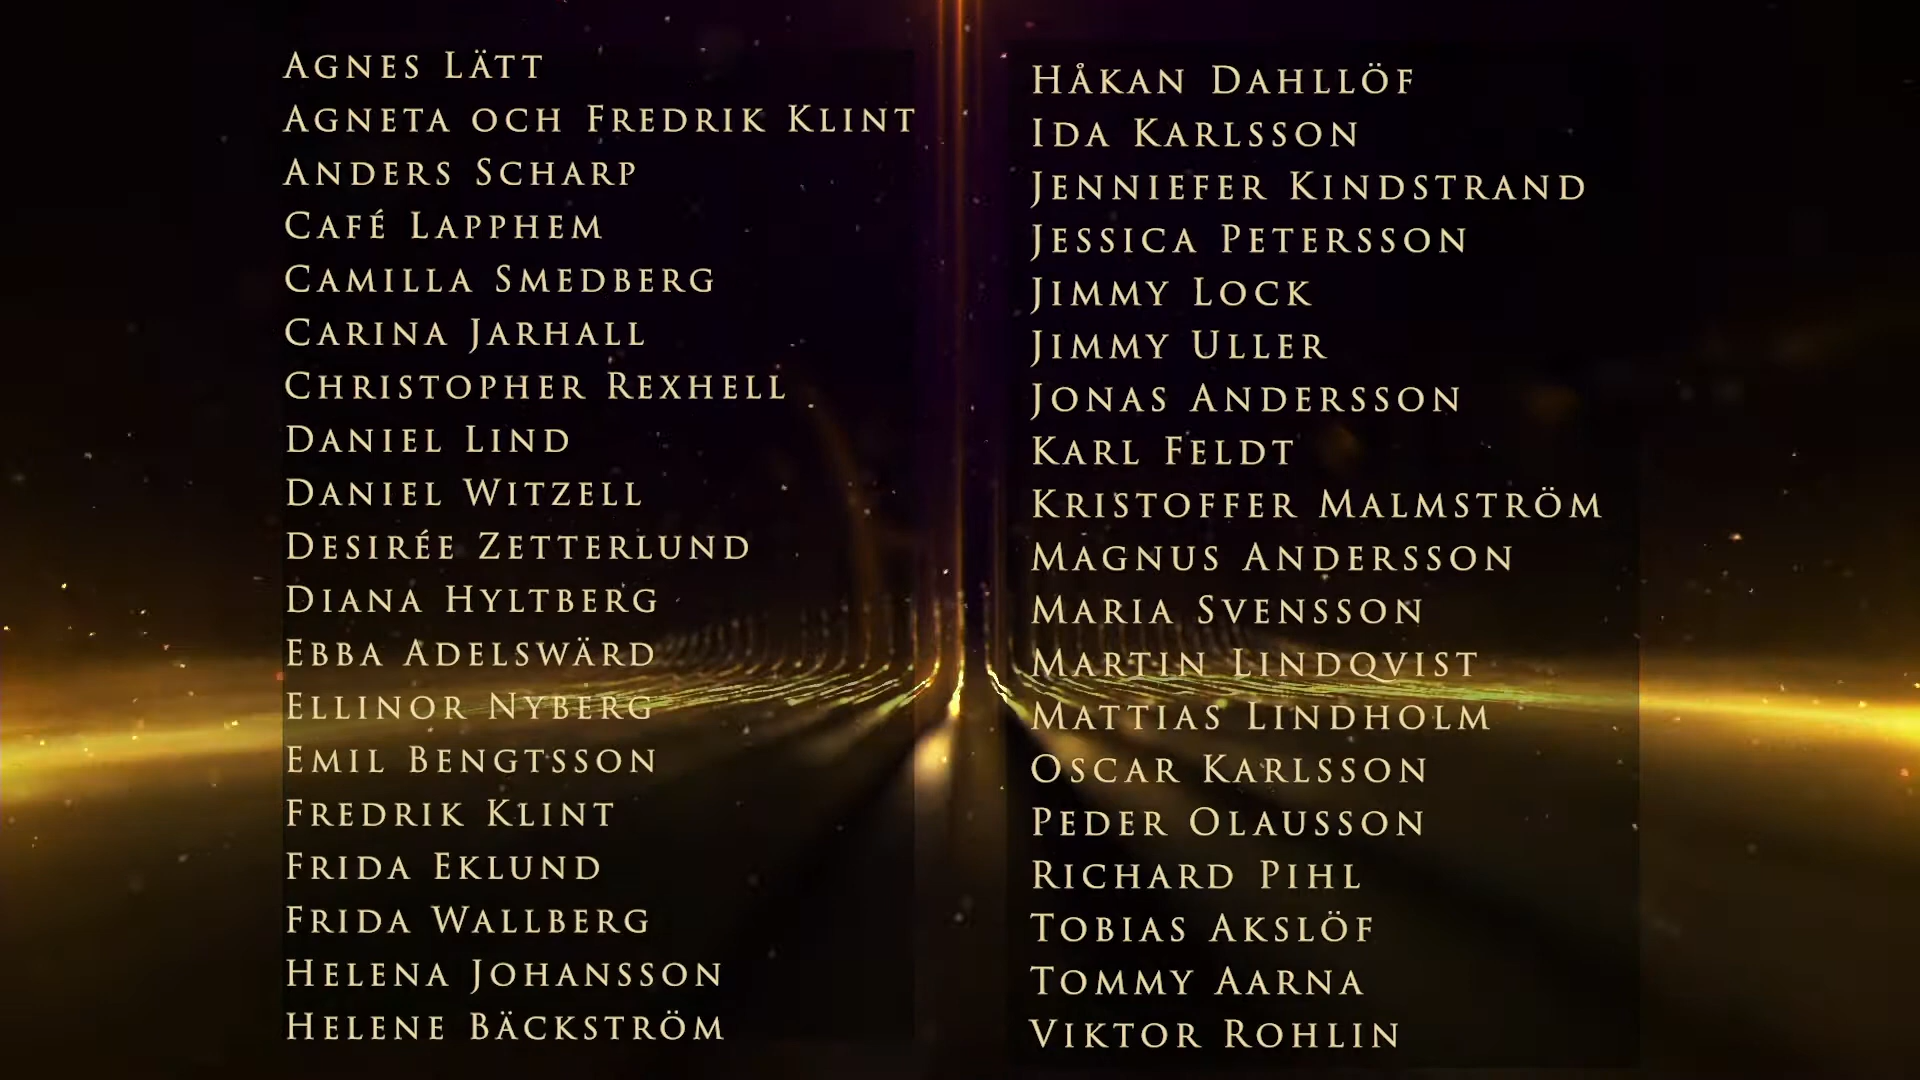 Agnes Lätt
Agneta och Fredrik Klint
Anders Scharp
Café Lapphem
Camilla Smedberg
Carina Jarhall
Christopher Rexhell
Daniel Lind
Daniel Witzell
Desirée Zetterlund
Diana Hyltberg
Ebba Adelswärd
Ellinor Nyberg
Emil Bengtsson
Fredrik Klint
Frida Eklund
Frida Wallberg
Helena Johansson
Helene Bäckström
Håkan Dahllöf
Ida Karlsson
Jenniefer Kindstrand
Jessica Petersson
Jimmy Lock
Jimmy Uller
Jonas Andersson
Karl Feldt
Kristoffer Malmström
Magnus Andersson
Maria Svensson
Martin Lindqvist
Mattias Lindholm
Oscar Karlsson
Peder Olausson
Richard Pihl
Tobias Akslöf
Tommy Aarna
Viktor Rohlin